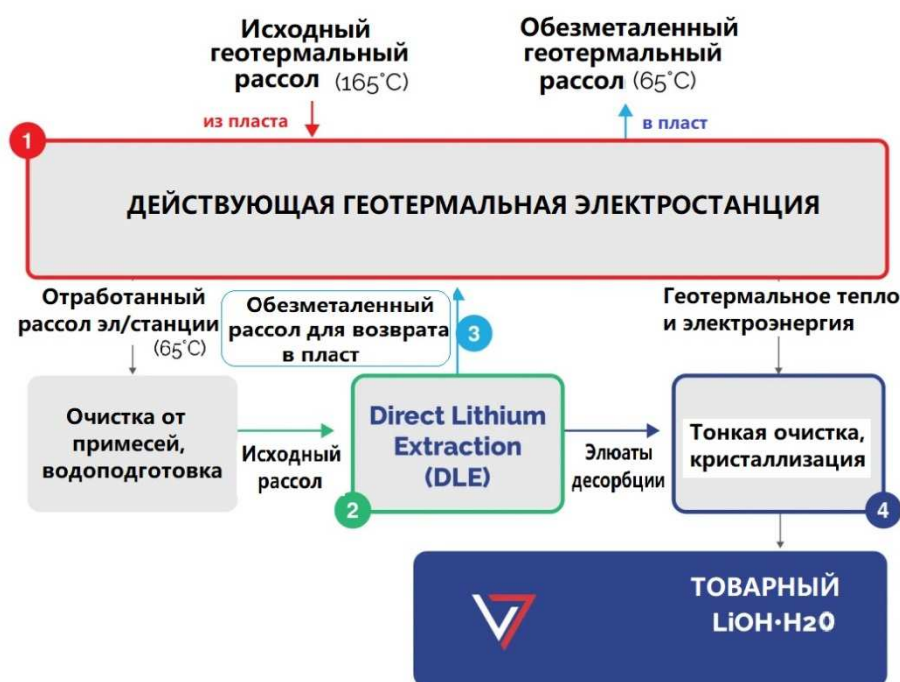 Исходный
геотермальный
рассол (165°C)
Обезметаленный
геотермальный
рассол (65°C)
из пласта
в пласт
1
ДЕЙСТВУЮЩАЯ ГЕОТЕРМАЛЬНАЯ ЭЛЕКТРОСТАНЦИЯ
Отработанный
рассол эл/станции
(65°C)
Обезметаленный
рассол для возврата
в пласт
3
Геотермальное тепло
и электроэнергия
Очистка от
примесей,
водоподготовка
Исходный
рассол
Direct Lithium
Extraction
(DLE)
2
Элюаты
десорбции
Тонкая очистка,
кристаллизация
4
ТОВАРНЫЙ
LiOH·H20